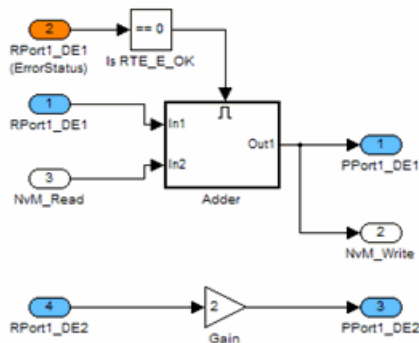 2
== 0
RPort1_DE1
(ErrorStatus)
Is RTE_E_OK
1
RPort1_DE1
In1
Out1
1
PPort1_DE1
3
In2
NvM_Read
Adder
2
NvM_Write
4
2
3
RPort1_DE2
Gain
PPort1_DE2